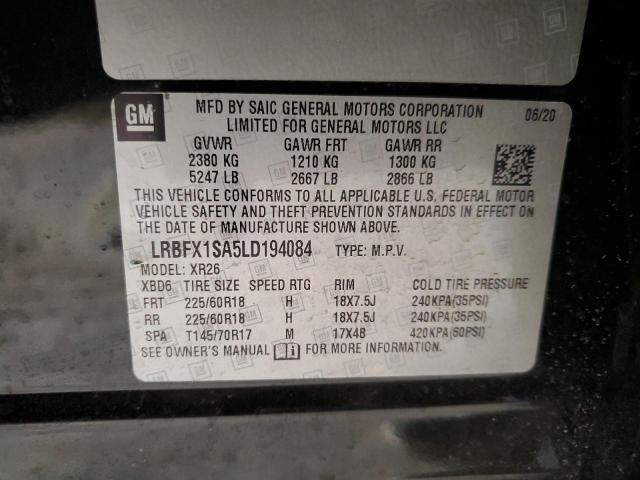 GM
MFD BY SAIC GENERAL MOTORS CORPORATION 06/20
LIMITED FOR GENERAL MOTORS LLC
GVWR GAWR FRT GAWR RR
2380 KG 1210 KG 1300 KG
5247 LB 2667 LB 2866 LB
THIS VEHICLE CONFORMS TO ALL APPLICABLE U.S. FEDERAL MOTOR
VEHICLE SAFETY AND THEFT PREVENTION STANDARDS IN EFFECT ON
THE DATE OF MANUFACTURE SHOWN ABOVE.
LRBFX1SA5LD194084 TYPE: M.P.V.
MODEL: XR26
XBD6 TIRE SIZE SPEED RTG RIM COLD TIRE PRESSURE
FRT 225/60R18 H 18X7.5J 240KPA(35PSI)
RR 225/60R18 H 18X7.5J 240KPA(35PSI)
SPA T145/70R17 M 17X4B 420KPA(60PSI)
SEE OWNER'S MANUAL i FOR MORE INFORMATION.